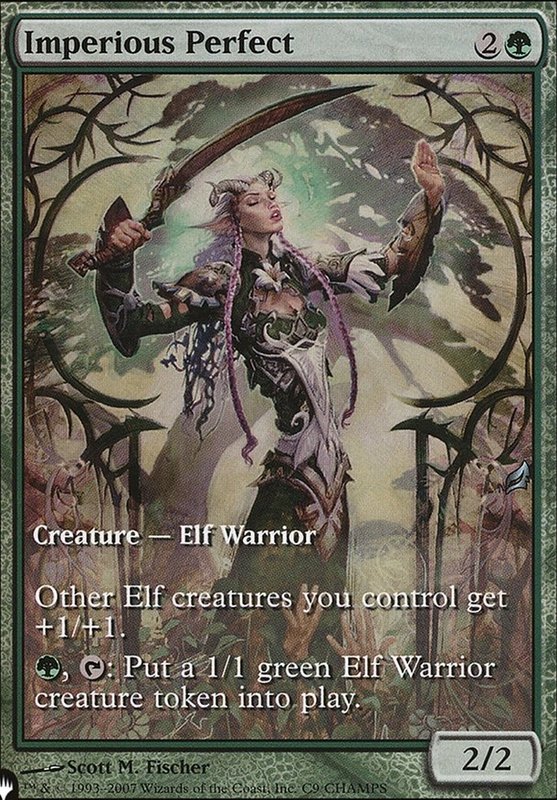 Imperious Perfect 2
Creature — Elf Warrior
Other Elf creatures you control get
+1/+1.
, : Put a 1/1 green Elf Warrior
creature token into play.
2/2
Scott M. Fischer
™ & © 1993–2007 Wizards of the Coast, Inc. C9 CHAMPS